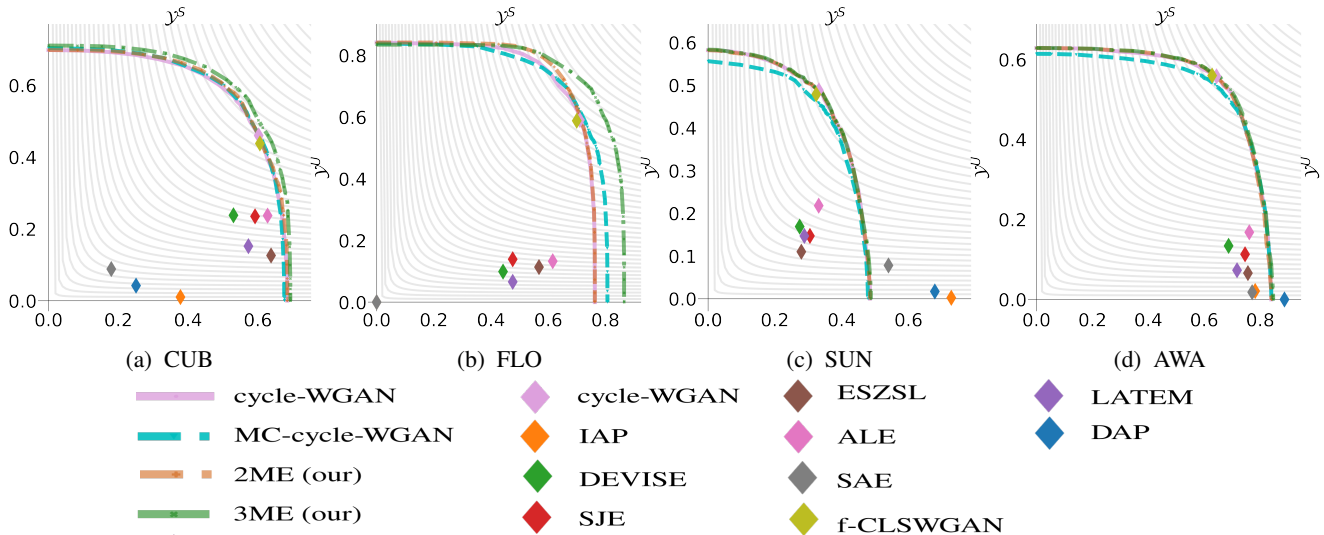 yˢ yˢ yˢ yˢ
0.6 0.4 0.2 0.0
0.0 0.2 0.4 0.6
yᵁ
0.8 0.6 0.4 0.2 0.0
0.0 0.2 0.4 0.6 0.8
yᵁ
0.6 0.5 0.4 0.3 0.2 0.1 0.0
0.0 0.2 0.4 0.6
yᵁ
0.6 0.4 0.2 0.0
0.0 0.2 0.4 0.6 0.8
yᵁ
(a) CUB (b) FLO (c) SUN (d) AWA
cycle-WGAN
MC-cycle-WGAN
2ME (our)
3ME (our)
cycle-WGAN
IAP
DEVISE
SJE
ESZSL
ALE
SAE
f-CLSWGAN
LATEM
DAP